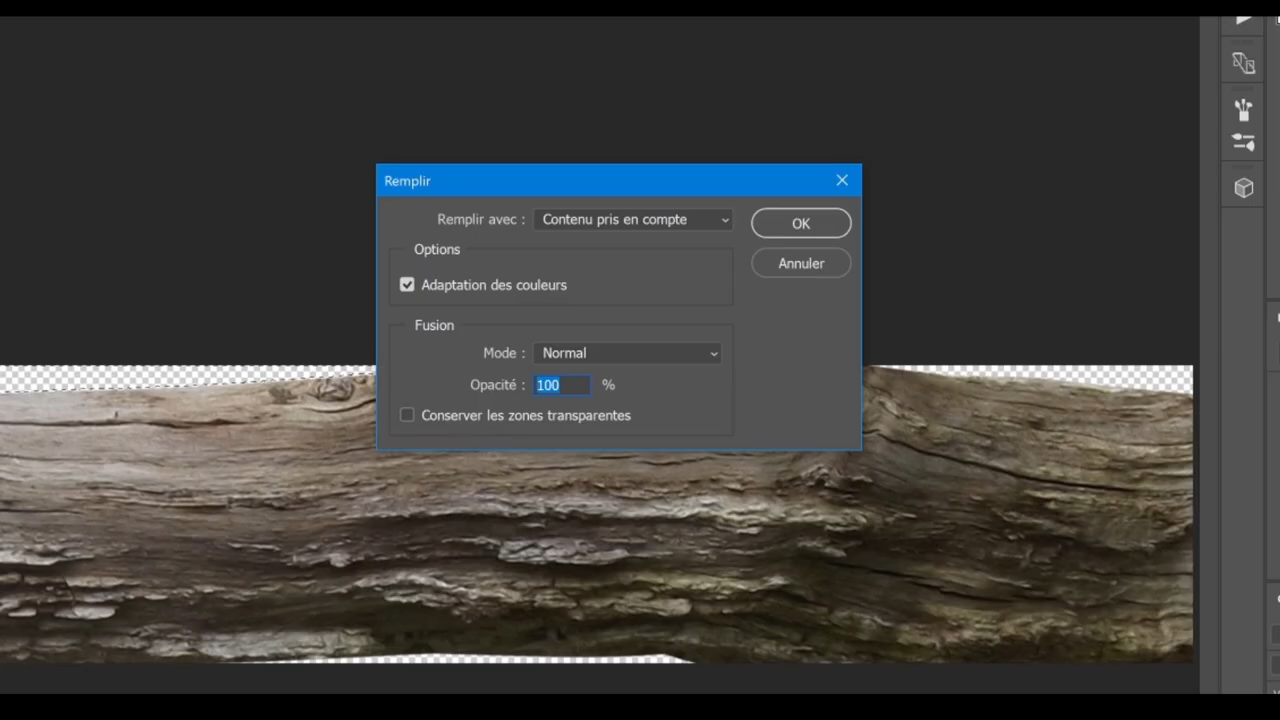 Remplir
Remplir avec : Contenu pris en compte
OK
Options
Annuler
Adaptation des couleurs
Fusion
Mode : Normal
Opacité : 100 %
Conserver les zones transparentes